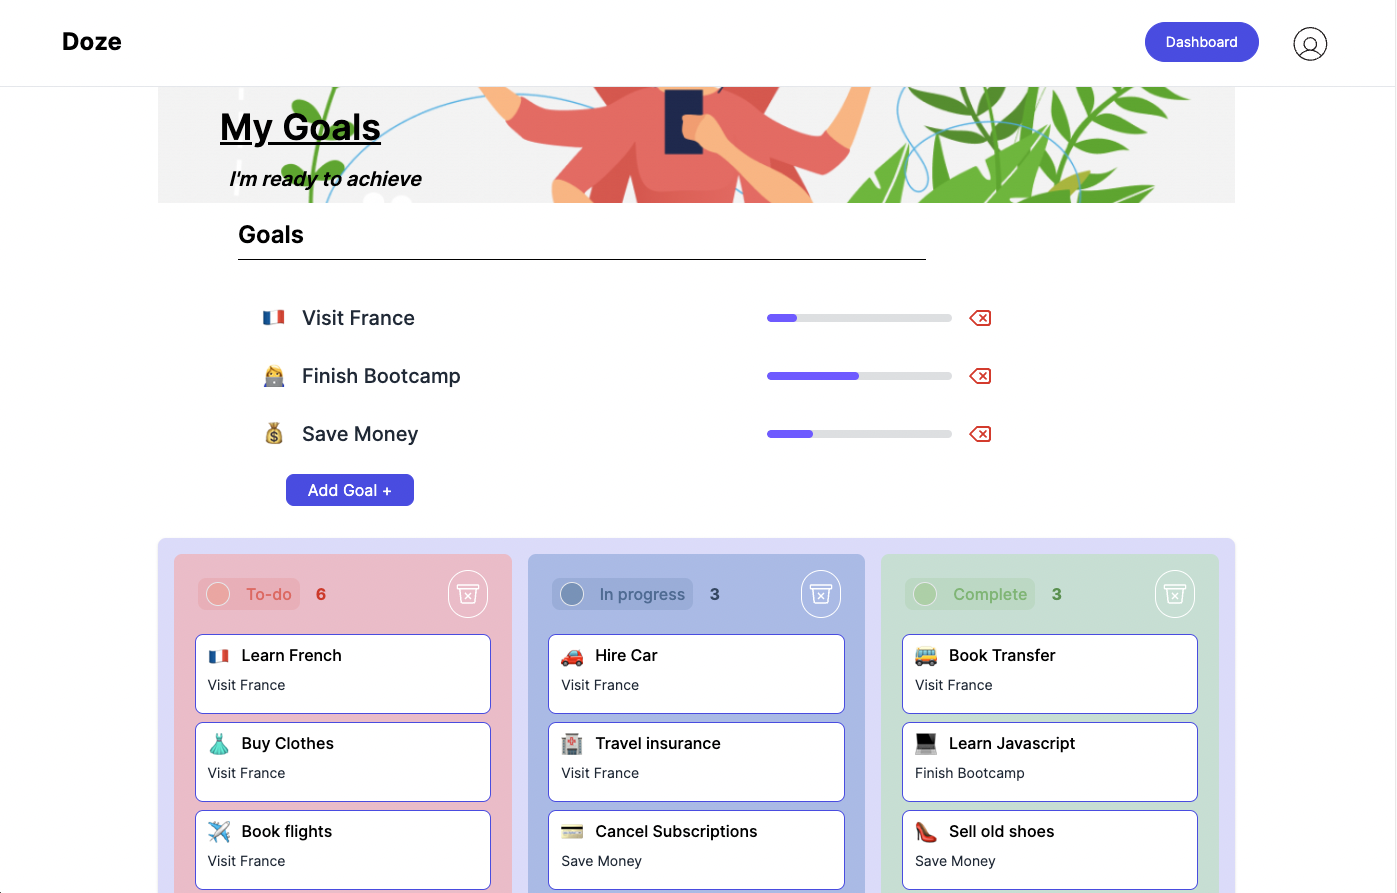 Doze
Dashboard
My Goals
I'm ready to achieve
Goals
Visit France
Finish Bootcamp
Save Money
Add Goal +
To-do 6
In progress 3
Complete 3
Learn French
Visit France
Hire Car
Visit France
Book Transfer
Visit France
Buy Clothes
Visit France
Travel insurance
Visit France
Learn Javascript
Finish Bootcamp
Book flights
Visit France
Cancel Subscriptions
Save Money
Sell old shoes
Save Money